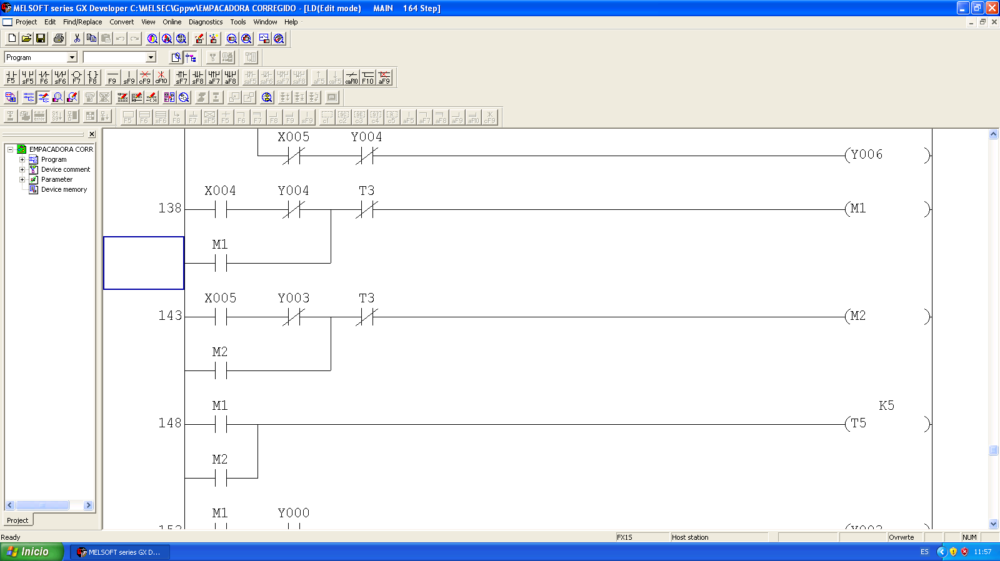 MELSOFT series GX Developer C:\MELSEC\Gppw\EMPACADORA CORREGIDO - [LD(Edit mode)    MAIN    164 Step]
Project Edit Find/Replace Convert View Online Diagnostics Tools Window Help
Program
F5 sF5 F6 sF6 F7 F8 F9 sF9 cF9 cF10 sF7 sF8 aF7 aF8 saF5 saF6 saF7 saF8 aF5 caF5 caF10 F10 aF9
F5 F6 sF6 F8 F7 sF5 F5 F6 F7 F8 F9 sF9 c1 c2 c3 c4 c5 aF5 aF7 aF8 aF9 aF10 cF9
EMPACADORA CORR
Program
Device comment
Parameter
Device memory
Project
X005 Y004
(Y006 )
X004 Y004 T3
138 (M1 )
M1
X005 Y003 T3
143 (M2 )
M2
M1 K5
148 (T5 )
M2
M1 Y000
Ready FX1S Host station Ovrwrte NUM
Inicio MELSOFT series GX D... ES 11:57